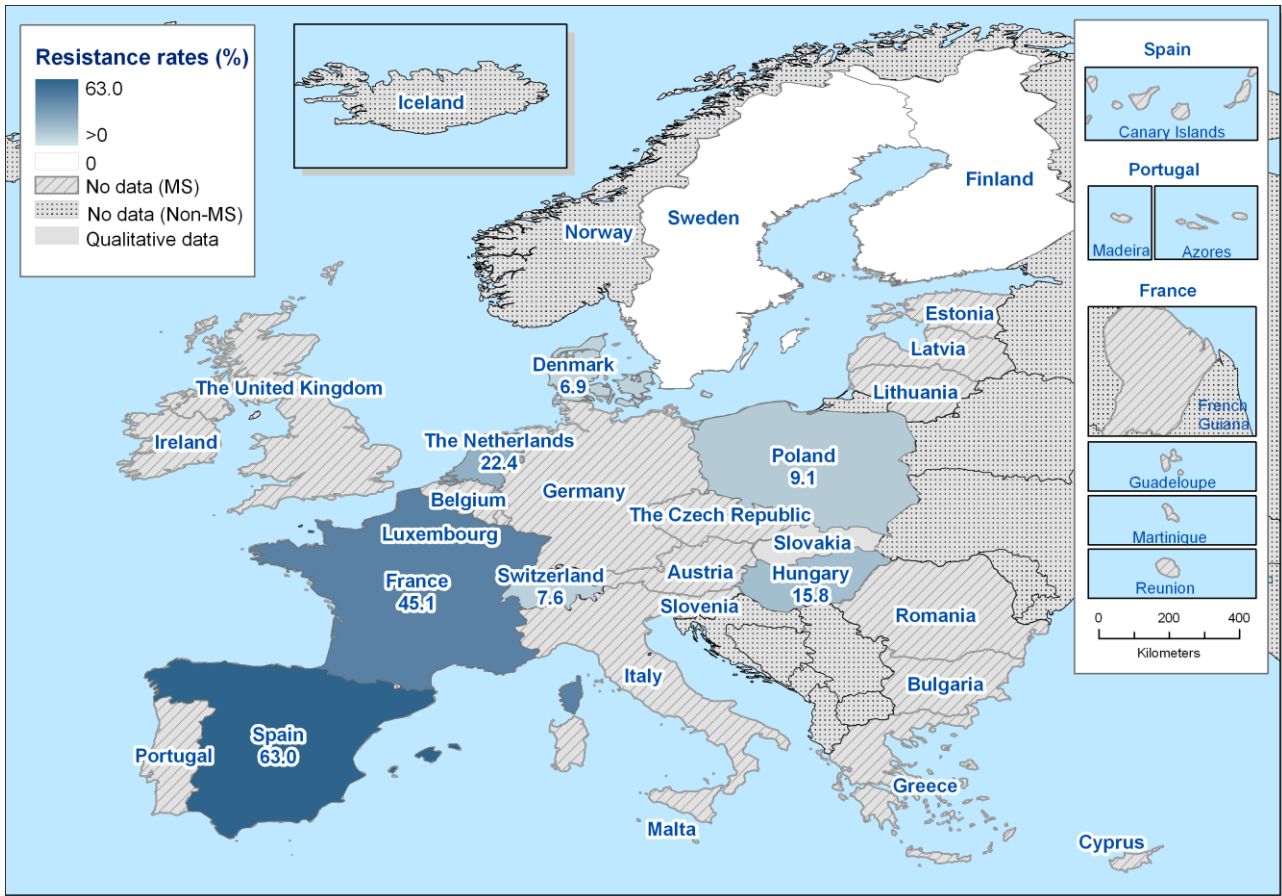 Resistance rates (%)
63.0
>0
0
No data (MS)
No data (Non-MS)
Qualitative data
Iceland
Spain
Canary Islands
Portugal
Madeira
Azores
France
French
Guiana
Guadeloupe
Martinique
Reunion
0 200 400
Kilometers
Finland
Sweden
Norway
Estonia
Latvia
Lithuania
Denmark
6.9
The United Kingdom
Ireland
The Netherlands
22.4
Poland
9.1
Belgium
Germany
The Czech Republic
Luxembourg
Slovakia
France
45.1
Switzerland
7.6
Austria
Hungary
15.8
Slovenia
Romania
Italy
Bulgaria
Spain
63.0
Portugal
Greece
Malta
Cyprus